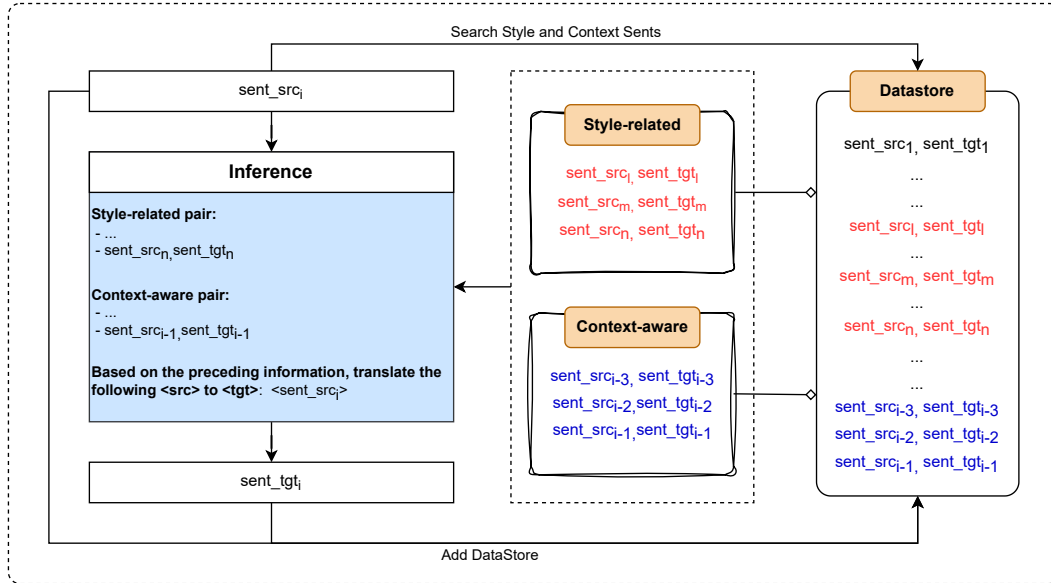 Search Style and Context Sents
sent_src_i
Inference
Style-related pair:
- ...
- sent_src_n,sent_tgt_n
Context-aware pair:
- ...
- sent_src_i-1,sent_tgt_i-1
Based on the preceding information, translate the
following <src> to <tgt>: <sent_src_i>
sent_tgt_i
Style-related
sent_src_l, sent_tgt_l
sent_src_m, sent_tgt_m
sent_src_n, sent_tgt_n
Context-aware
sent_src_i-3, sent_tgt_i-3
sent_src_i-2,sent_tgt_i-2
sent_src_i-1,sent_tgt_i-1
Datastore
sent_src_1, sent_tgt_1
...
...
sent_src_l, sent_tgt_l
...
sent_src_m, sent_tgt_m
...
sent_src_n, sent_tgt_n
...
...
sent_src_i-3, sent_tgt_i-3
sent_src_i-2, sent_tgt_i-2
sent_src_i-1, sent_tgt_i-1
Add DataStore